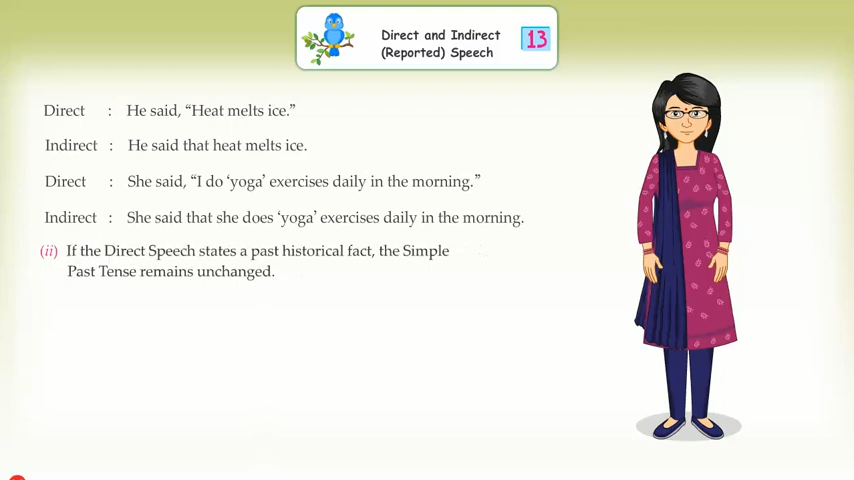 Direct and Indirect
(Reported) Speech
13
Direct : He said, “Heat melts ice.”
Indirect : He said that heat melts ice.
Direct : She said, “I do ‘yoga’ exercises daily in the morning.”
Indirect : She said that she does ‘yoga’ exercises daily in the morning.
(ii) If the Direct Speech states a past historical fact, the Simple
Past Tense remains unchanged.